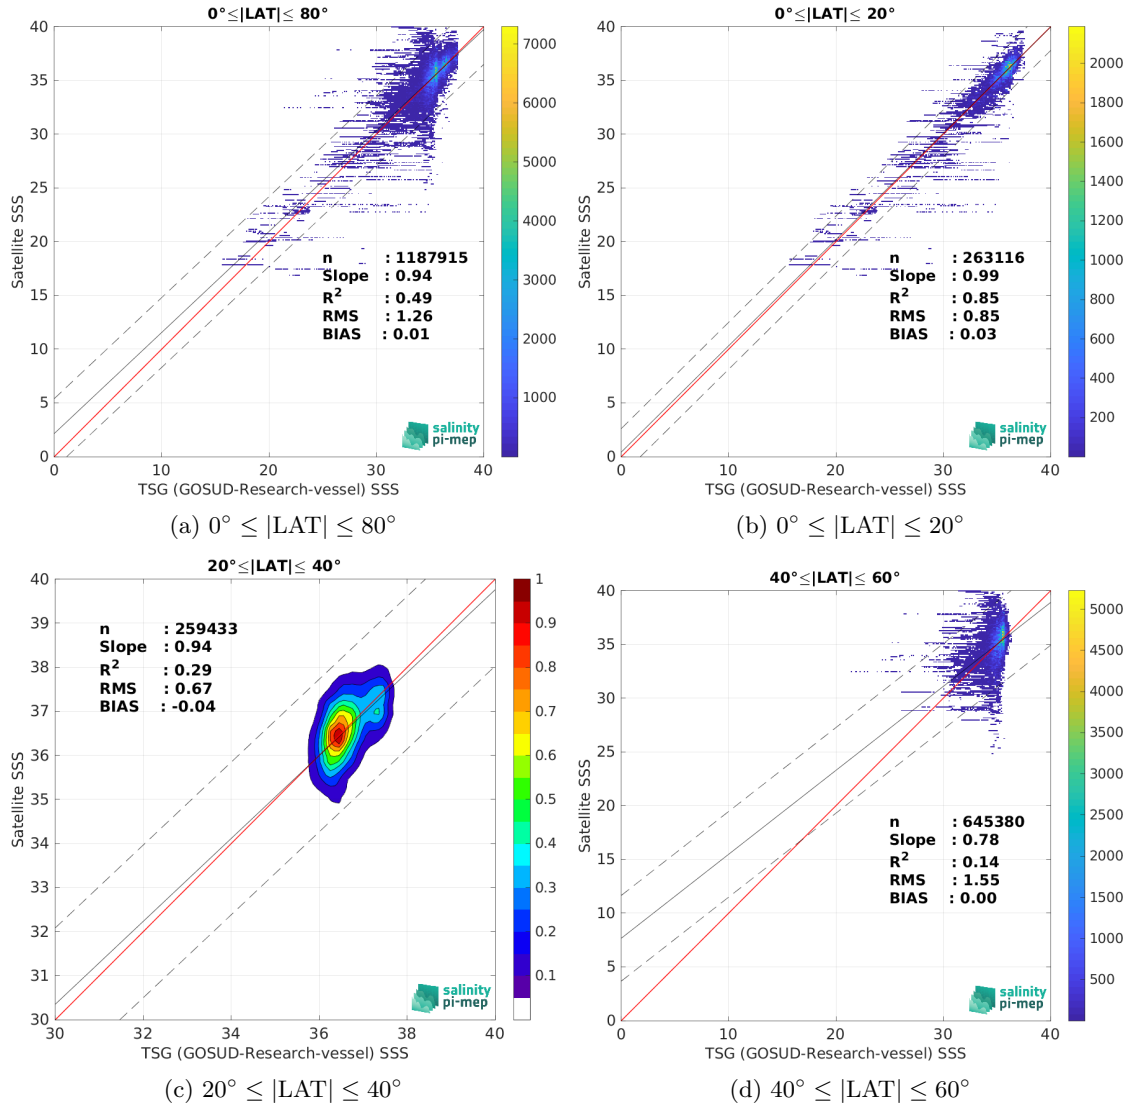 0°≤|LAT|≤ 80°
40
35
30
25
20
15
10
5
0
Satellite SSS
0
10
20
30
40
TSG (GOSUD-Research-vessel) SSS
n : 1187915
Slope : 0.94
R² : 0.49
RMS : 1.26
BIAS : 0.01
salinity
pi-mep
7000
6000
5000
4000
3000
2000
1000
(a) 0° ≤ |LAT| ≤ 80°
0°≤|LAT|≤ 20°
40
35
30
25
20
15
10
5
0
Satellite SSS
0
10
20
30
40
TSG (GOSUD-Research-vessel) SSS
n : 263116
Slope : 0.99
R² : 0.85
RMS : 0.85
BIAS : 0.03
salinity
pi-mep
2000
1800
1600
1400
1200
1000
800
600
400
200
(b) 0° ≤ |LAT| ≤ 20°
20°≤|LAT|≤ 40°
40
39
38
37
36
35
34
33
32
31
30
Satellite SSS
30
32
34
36
38
40
TSG (GOSUD-Research-vessel) SSS
n : 259433
Slope : 0.94
R² : 0.29
RMS : 0.67
BIAS : -0.04
salinity
pi-mep
1
0.9
0.8
0.7
0.6
0.5
0.4
0.3
0.2
0.1
(c) 20° ≤ |LAT| ≤ 40°
40°≤|LAT|≤ 60°
40
35
30
25
20
15
10
5
0
Satellite SSS
0
10
20
30
40
TSG (GOSUD-Research-vessel) SSS
n : 645380
Slope : 0.78
R² : 0.14
RMS : 1.55
BIAS : 0.00
salinity
pi-mep
5000
4500
4000
3500
3000
2500
2000
1500
1000
500
(d) 40° ≤ |LAT| ≤ 60°